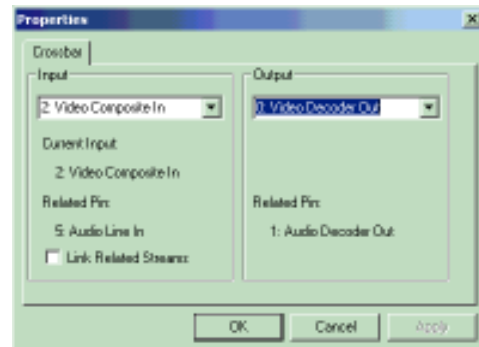 Properties
Crossbar
Input
2: Video Composite In
Current Input:
2: Video Composite In
Related Pin:
5: Audio Line In
Link Related Streams:
Output
0: Video Decoder Out
Related Pin:
1: Audio Decoder Out
OK
Cancel
Apply